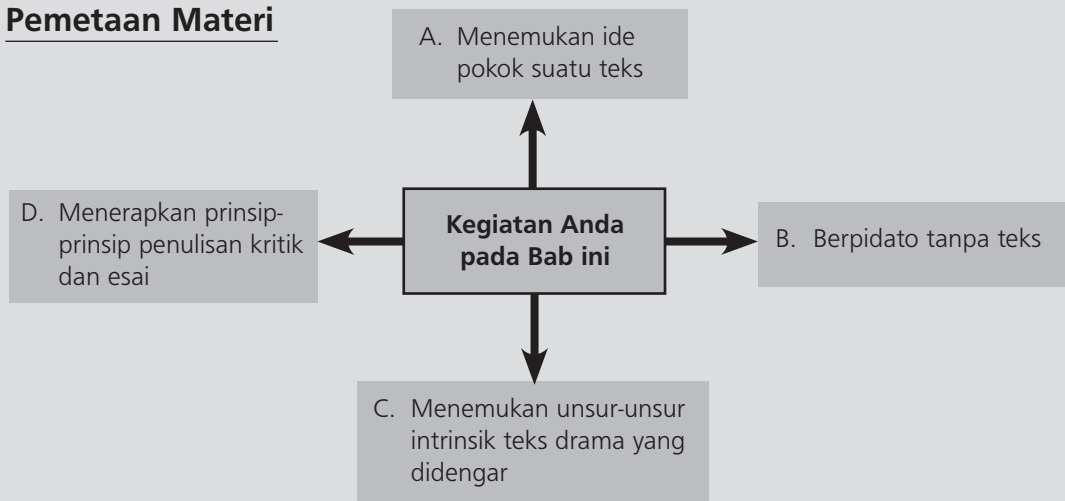 Pemetaan Materi
A. Menemukan ide
pokok suatu teks
D. Menerapkan prinsip-
prinsip penulisan kritik
dan esai
Kegiatan Anda
pada Bab ini
B. Berpidato tanpa teks
C. Menemukan unsur-unsur
intrinsik teks drama yang
didengar